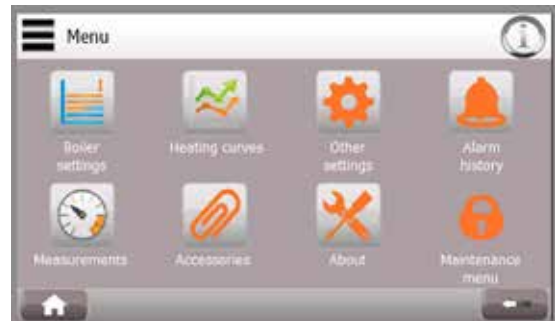 Menu
Boiler
settings
Heating curves
Other
settings
Alarm
history
Measurements
Accessories
About
Maintenance
menu